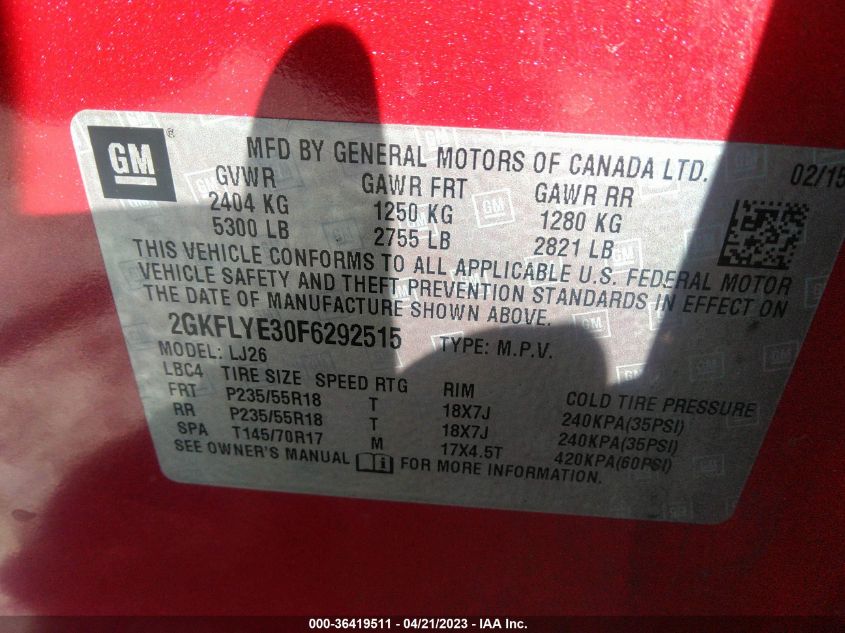 GM ®
MFD BY GENERAL MOTORS OF CANADA LTD. 02/15
GVWR GAWR FRT GAWR RR
2404 KG 1250 KG 1280 KG
5300 LB 2755 LB 2821 LB
THIS VEHICLE CONFORMS TO ALL APPLICABLE U.S. FEDERAL MOTOR
VEHICLE SAFETY AND THEFT PREVENTION STANDARDS IN EFFECT ON
THE DATE OF MANUFACTURE SHOWN ABOVE.
2GKFLYE30F6292515 TYPE: M.P.V.
MODEL: LJ26
LBC4 TIRE SIZE SPEED RTG RIM COLD TIRE PRESSURE
FRT P235/55R18 T 18X7J 240KPA(35PSI)
RR P235/55R18 T 18X7J 240KPA(35PSI)
SPA T145/70R17 M 17X4.5T 420KPA(60PSI)
SEE OWNER'S MANUAL FOR MORE INFORMATION.
000-36419511 / 04/21/2023 - IAA Inc.